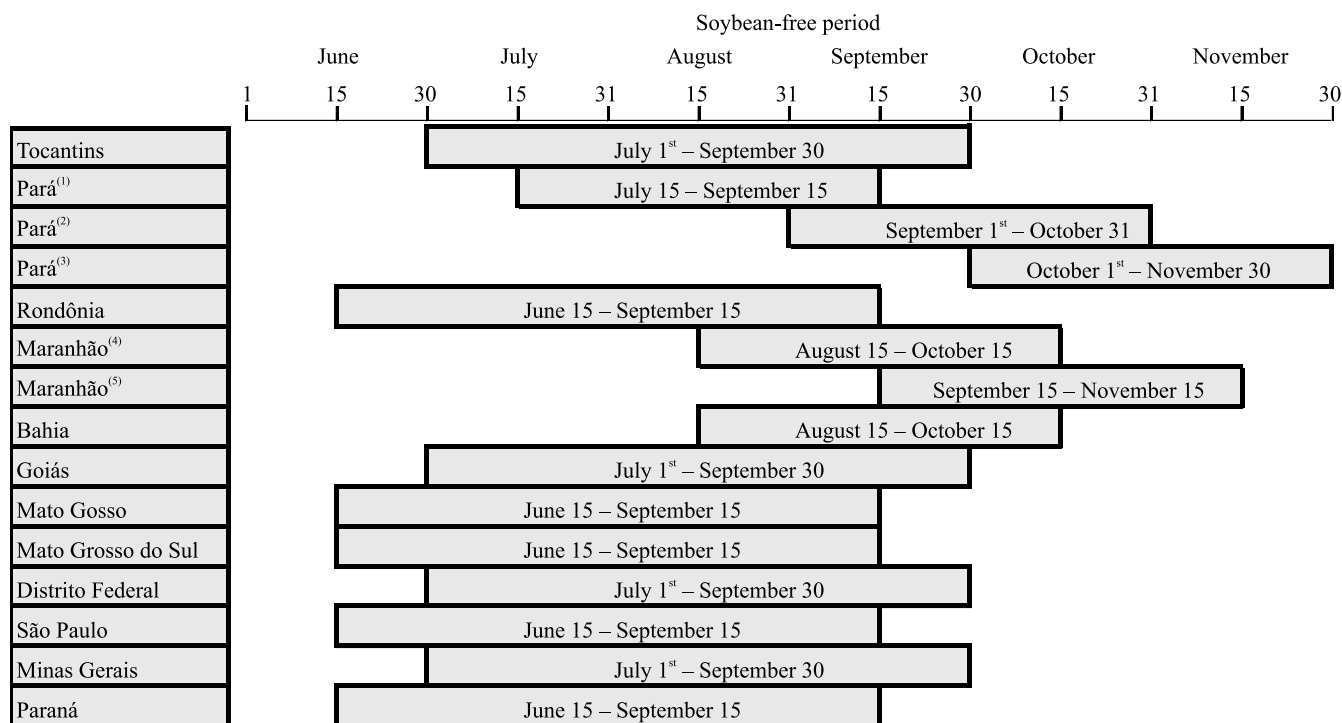 Soybean-free period
June July August September October November
1 15 30 15 31 15 31 15 30 15 31 15 30
Tocantins July 1st – September 30
Pará(1) July 15 – September 15
Pará(2) September 1st – October 31
Pará(3) October 1st – November 30
Rondônia June 15 – September 15
Maranhão(4) August 15 – October 15
Maranhão(5) September 15 – November 15
Bahia August 15 – October 15
Goiás July 1st – September 30
Mato Gosso June 15 – September 15
Mato Grosso do Sul June 15 – September 15
Distrito Federal July 1st – September 30
São Paulo June 15 – September 15
Minas Gerais July 1st – September 30
Paraná June 15 – September 15